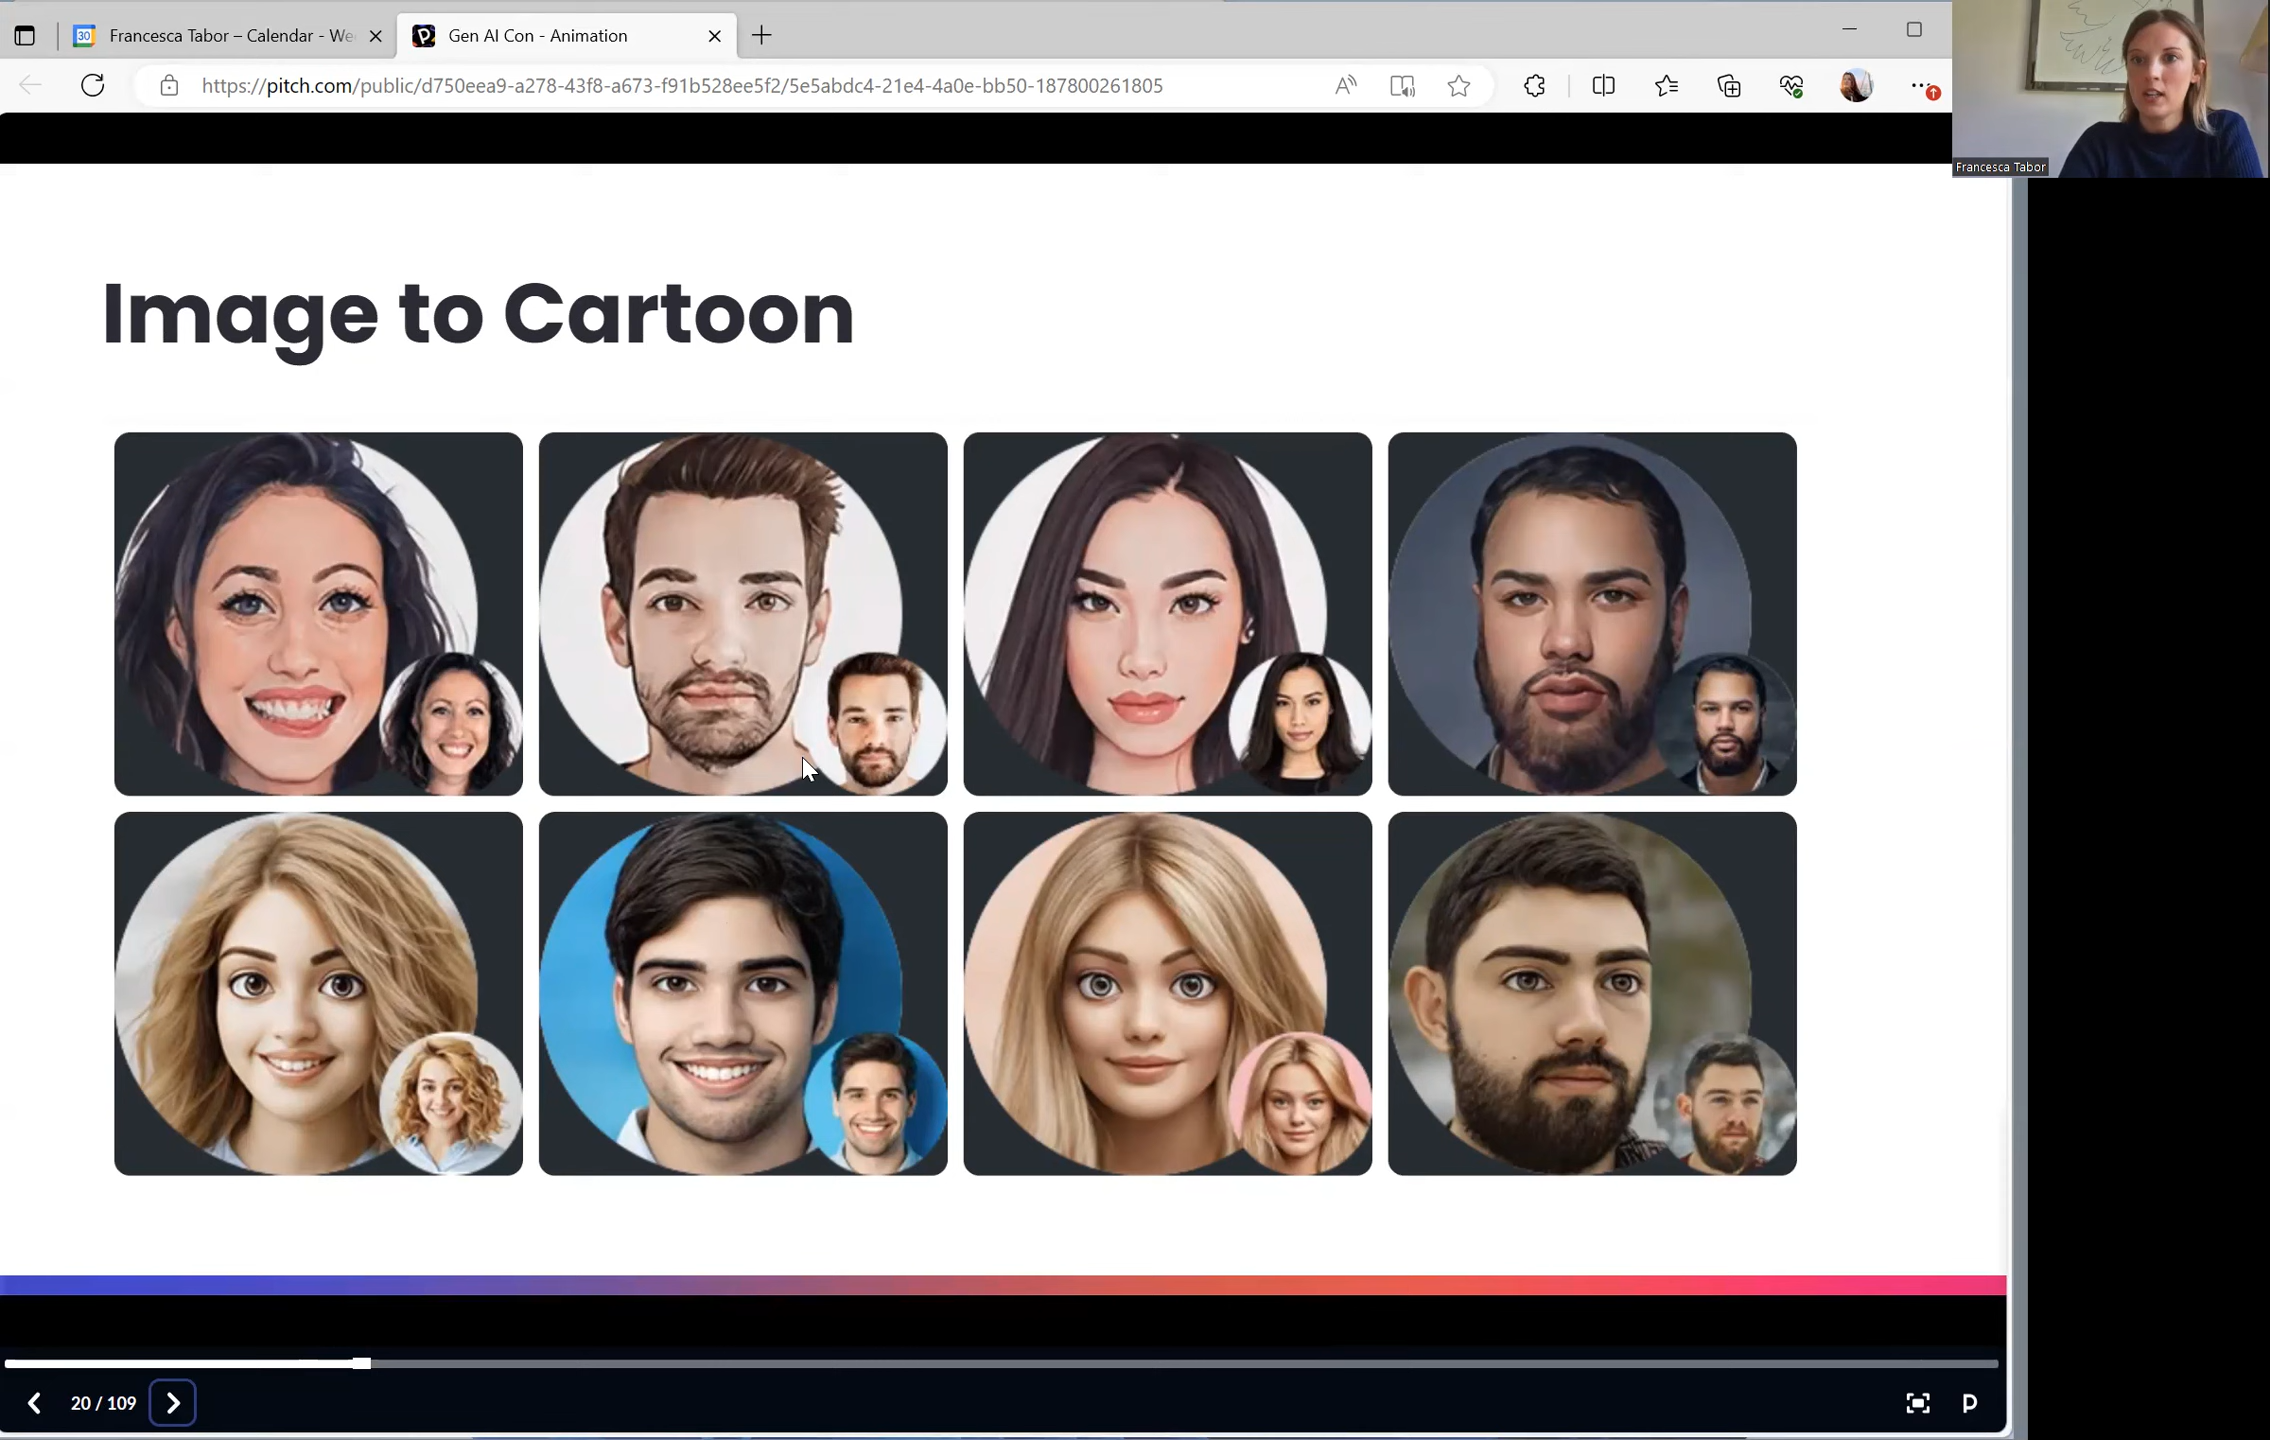 30 Francesca Tabor – Calendar - We
Gen AI Con - Animation
https://pitch.com/public/d750eea9-a278-43f8-a673-f91b528ee5f2/5e5abdc4-21e4-4a0e-bb50-187800261805
Francesca Tabor
Image to Cartoon
20 / 109